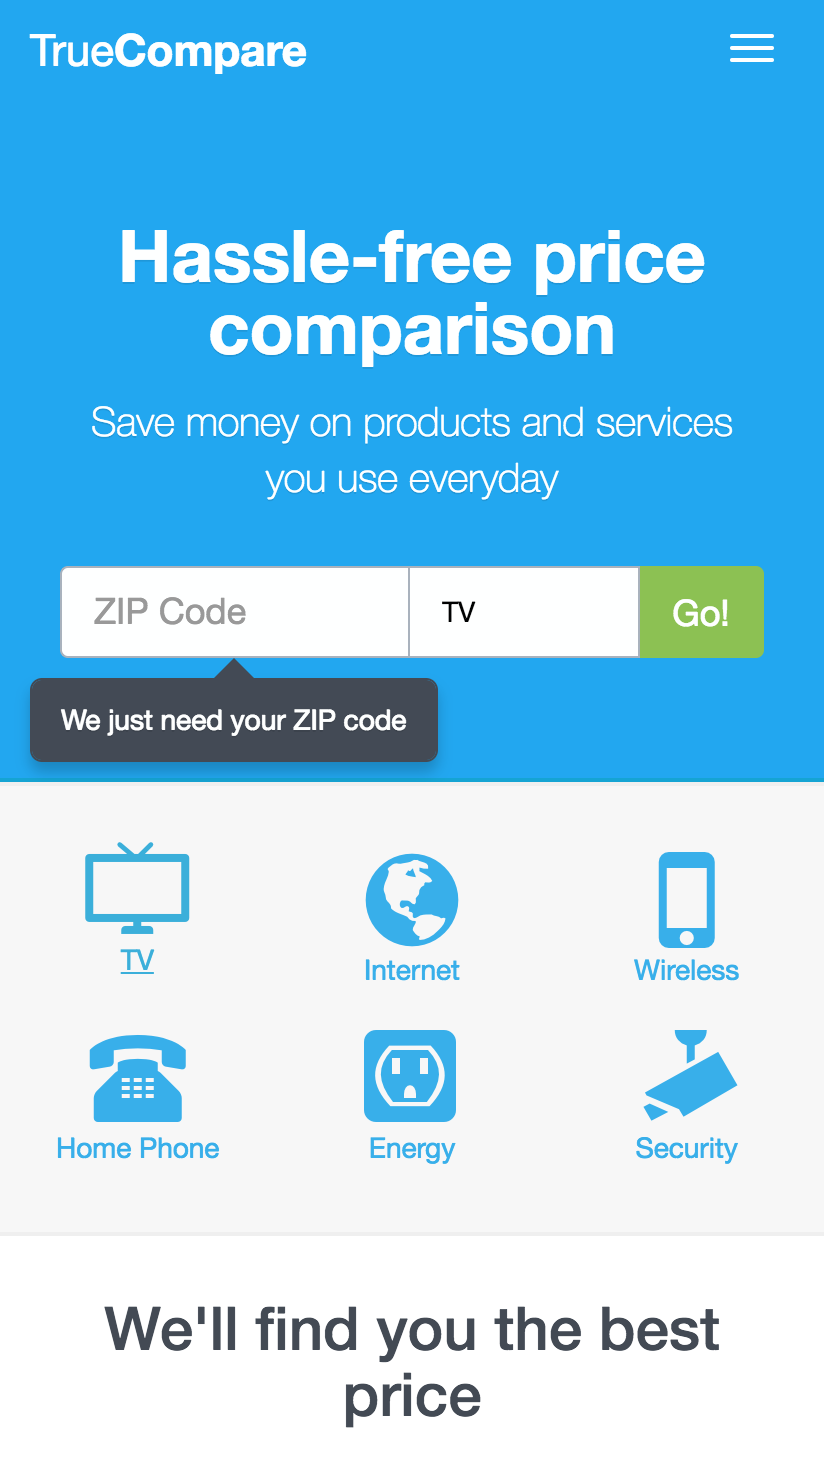 TrueCompare
Hassle-free price
comparison
Save money on products and services
you use everyday
ZIP Code
TV
Go!
We just need your ZIP code
TV
Internet
Wireless
Home Phone
Energy
Security
We'll find you the best
price